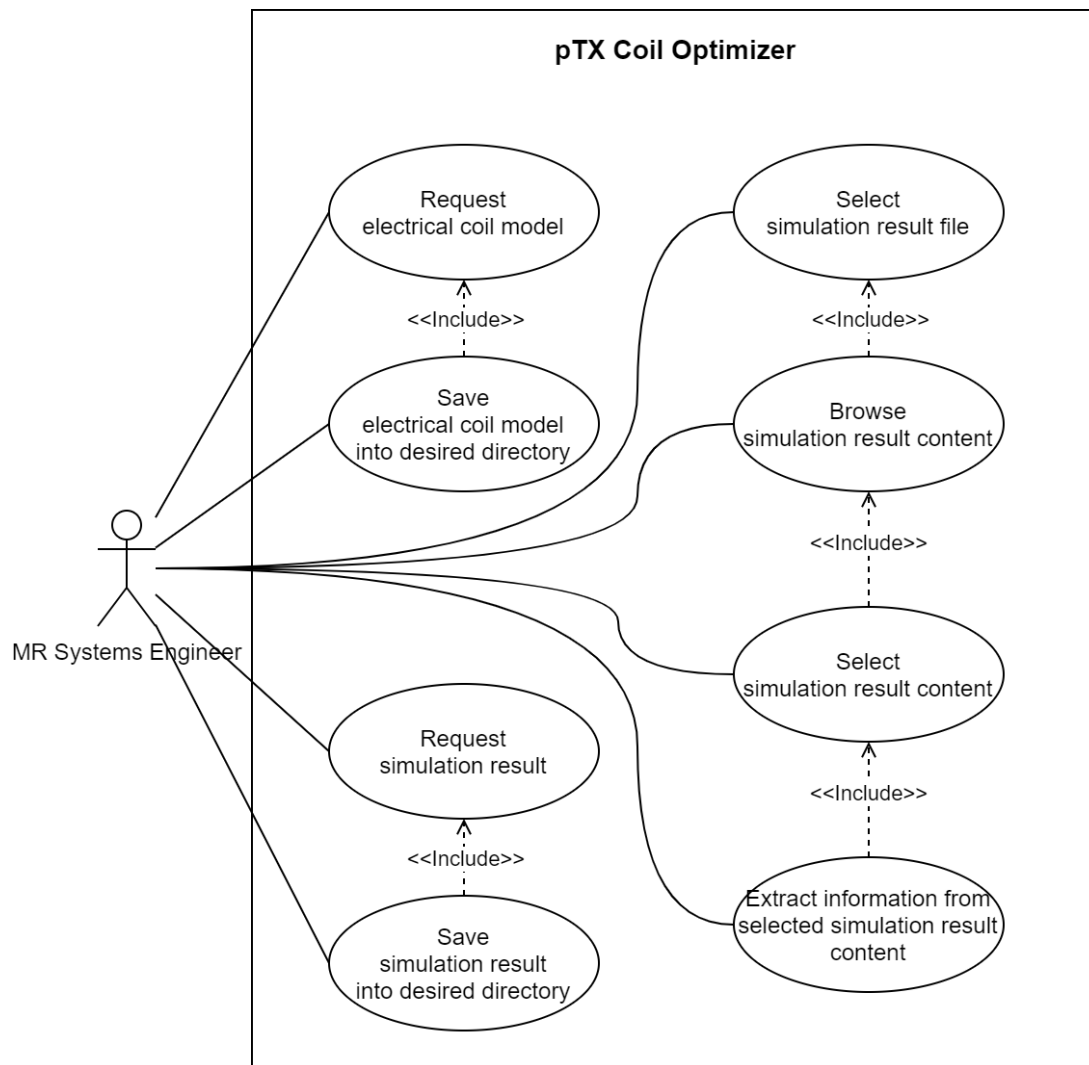 pTX Coil Optimizer
Request
electrical coil model
<<Include>>
Save
electrical coil model
into desired directory
MR Systems Engineer
Request
simulation result
<<Include>>
Save
simulation result
into desired directory
Select
simulation result file
<<Include>>
Browse
simulation result content
<<Include>>
Select
simulation result content
<<Include>>
Extract information from
selected simulation result
content